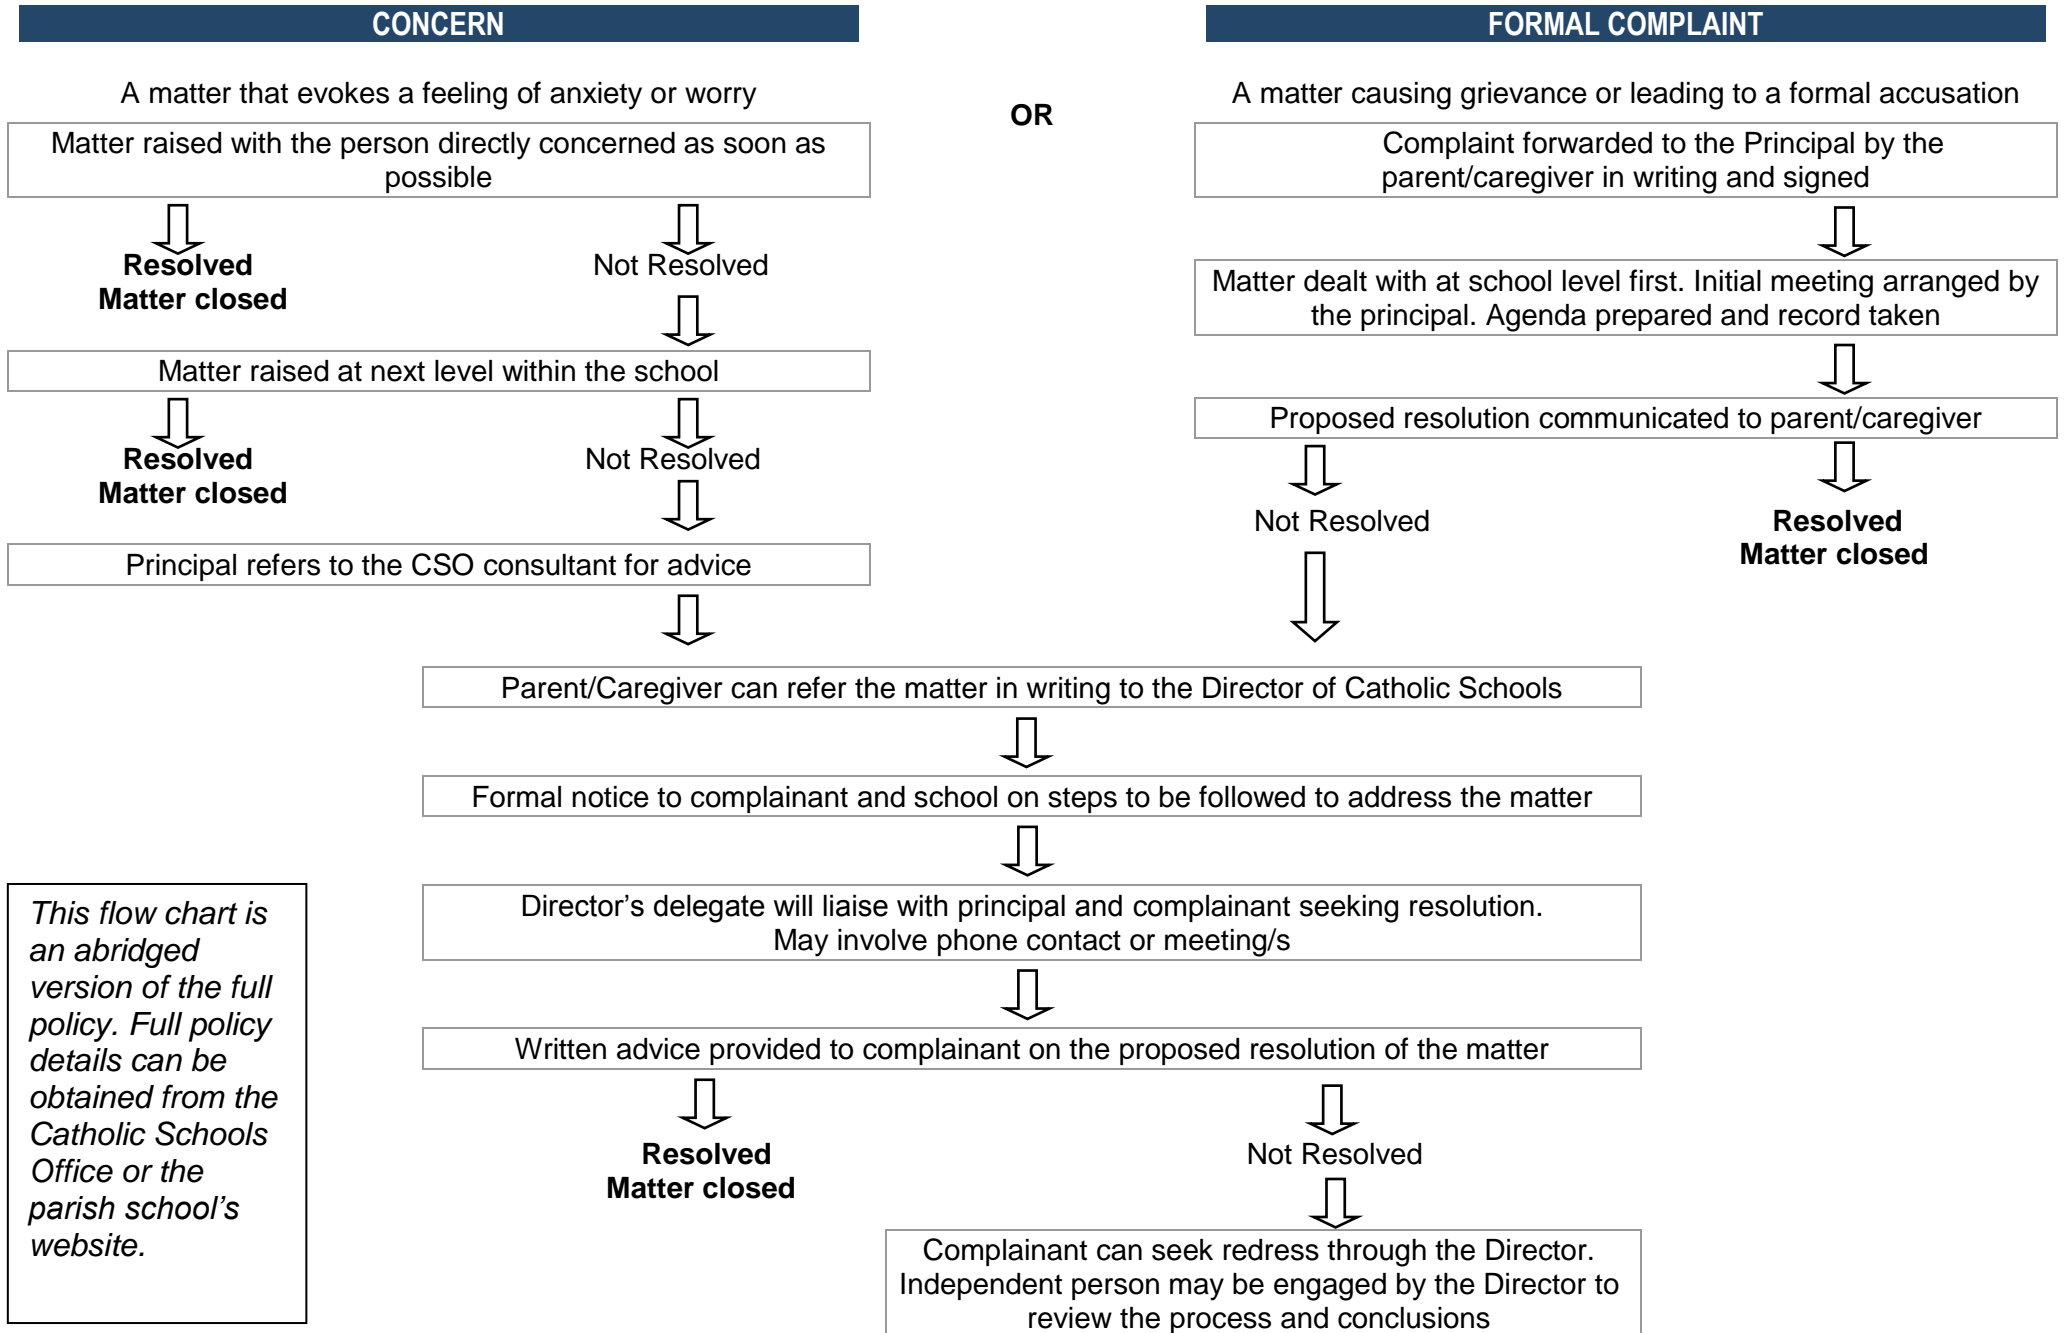 CONCERN
A matter that evokes a feeling of anxiety or worry
Matter raised with the person directly concerned as soon as
possible
Resolved
Matter closed
Not Resolved
Matter raised at next level within the school
Resolved
Matter closed
Not Resolved
Principal refers to the CSO consultant for advice
OR
FORMAL COMPLAINT
A matter causing grievance or leading to a formal accusation
Complaint forwarded to the Principal by the
parent/caregiver in writing and signed
Matter dealt with at school level first. Initial meeting arranged by
the principal. Agenda prepared and record taken
Proposed resolution communicated to parent/caregiver
Not Resolved
Resolved
Matter closed
Parent/Caregiver can refer the matter in writing to the Director of Catholic Schools
Formal notice to complainant and school on steps to be followed to address the matter
Director’s delegate will liaise with principal and complainant seeking resolution.
May involve phone contact or meeting/s
Written advice provided to complainant on the proposed resolution of the matter
Resolved
Matter closed
Not Resolved
Complainant can seek redress through the Director.
Independent person may be engaged by the Director to
review the process and conclusions
This flow chart is
an abridged
version of the full
policy. Full policy
details can be
obtained from the
Catholic Schools
Office or the
parish school’s
website.